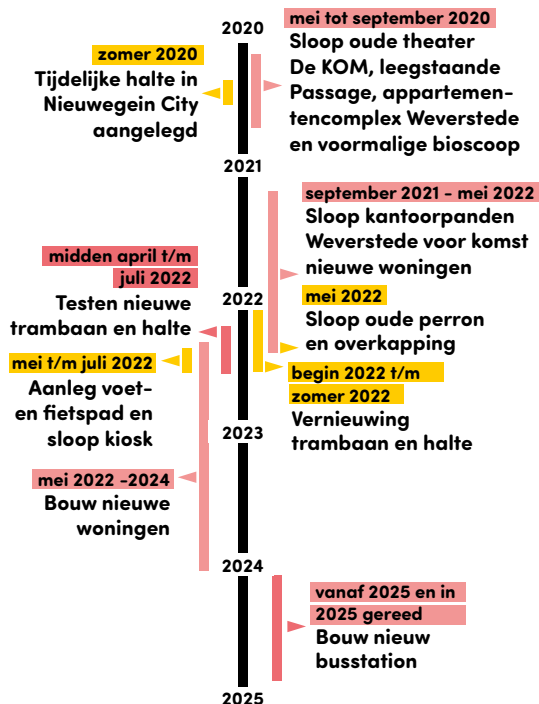 2020
mei tot september 2020
Sloop oude theater
De KOM, leegstaande
Passage, appartemen-
tencomplex Weverstede
en voormalige bioscoop
zomer 2020
Tijdelijke halte in
Nieuwegein City
aangelegd
2021
september 2021 - mei 2022
Sloop kantoorpanden
Weverstede voor komst
nieuwe woningen
midden april t/m
juli 2022
Testen nieuwe
trambaan en halte
2022
mei 2022
Sloop oude perron
en overkapping
mei t/m juli 2022
Aanleg voet-
en fietspad en
sloop kiosk
begin 2022 t/m
zomer 2022
Vernieuwing
trambaan en halte
2023
mei 2022 -2024
Bouw nieuwe
woningen
2024
vanaf 2025 en in
2025 gereed
Bouw nieuw
busstation
2025